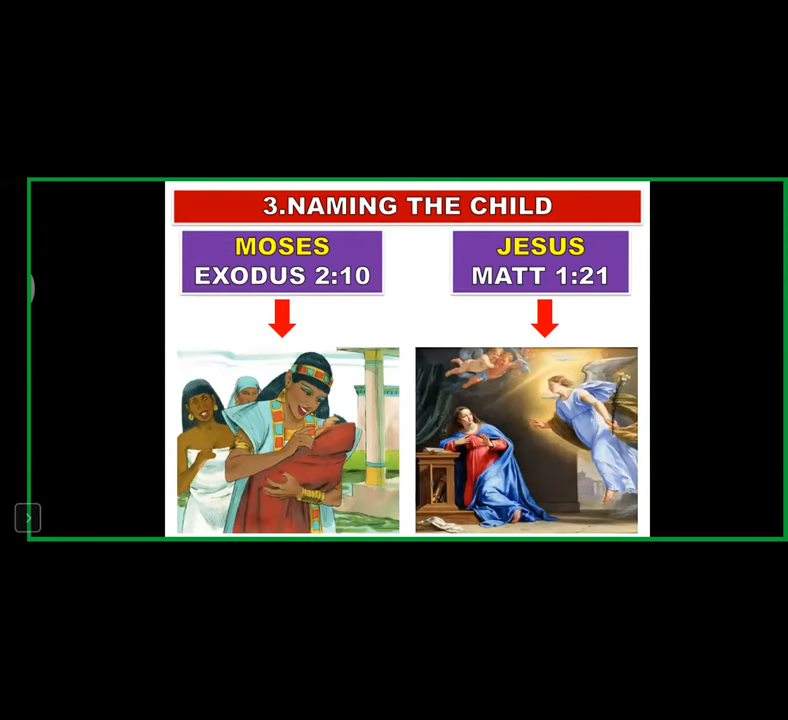 3.NAMING THE CHILD
MOSES
EXODUS 2:10
JESUS
MATT 1:21